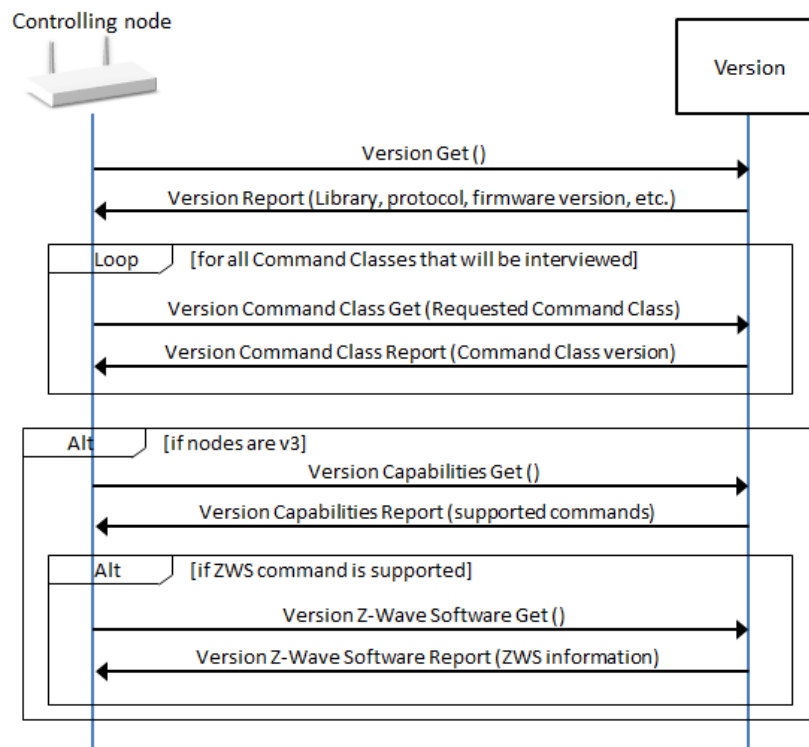 Controlling node
Version
Version Get ()
Version Report (Library, protocol, firmware version, etc.)
Loop [for all Command Classes that will be interviewed]
Version Command Class Get (Requested Command Class)
Version Command Class Report (Command Class version)
Alt [if nodes are v3]
Version Capabilities Get ()
Version Capabilities Report (supported commands)
Alt [if ZWS command is supported]
Version Z-Wave Software Get ()
Version Z-Wave Software Report (ZWS information)